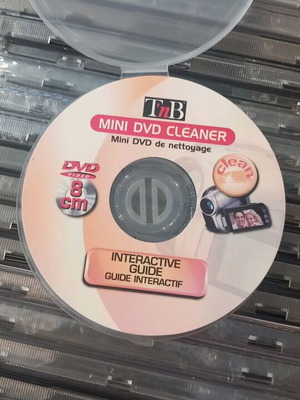 TnB
MINI DVD CLEANER
Mini DVD de nettoyage
clean
DVD
VIDEO
8
cm
INTERACTIVE
GUIDE
GUIDE INTERACTIF